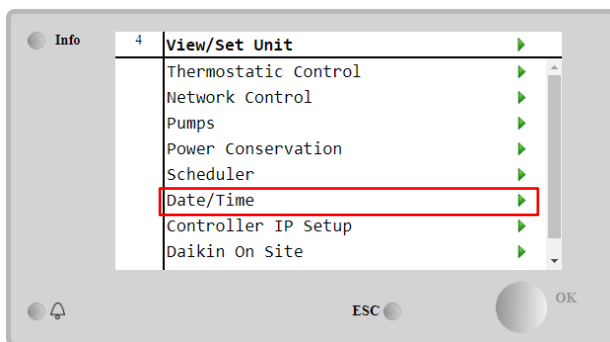 Info
4 View/Set Unit
Thermostatic Control
Network Control
Pumps
Power Conservation
Scheduler
Date/Time
Controller IP Setup
Daikin On Site
ESC
OK